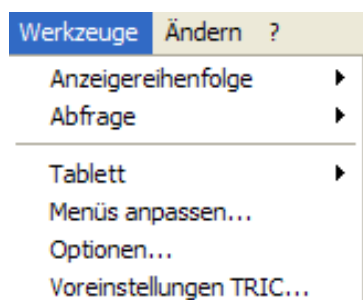 Werkzeuge Ändern ?
Anzeigereihenfolge
Abfrage
Tablett
Menüs anpassen...
Optionen...
Voreinstellungen TRIC...